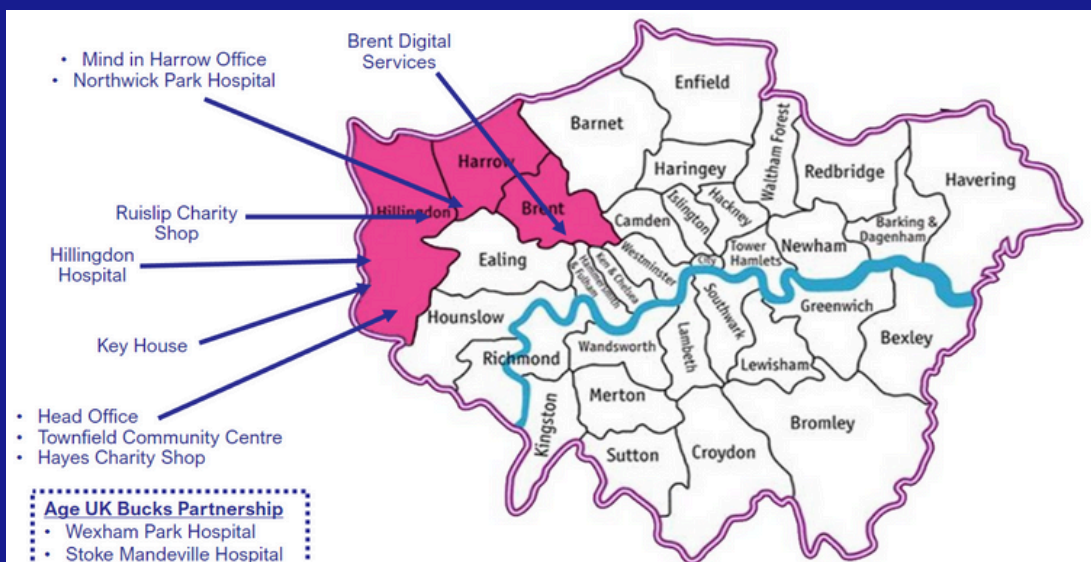 • Mind in Harrow Office
• Northwick Park Hospital
Brent Digital
Services
Ruislip Charity
Shop
Hillingdon
Hospital
Key House
• Head Office
• Townfield Community Centre
• Hayes Charity Shop
Age UK Bucks Partnership
• Wexham Park Hospital
• Stoke Mandeville Hospital
Enfield
Barnet
Harrow
Haringey
Waltham Forest
Redbridge
Havering
Hillingdon
Brent
Camden
Islington
Hackney
Barking &
Dagenham
Ealing
Westminster
Ken & Chelsea
Hammersmith
& Fulham
City
Tower
Hamlets
Newham
Hounslow
Richmond
Wandsworth
Lambeth
Southwark
Greenwich
Lewisham
Bexley
Kingston
Merton
Sutton
Croydon
Bromley